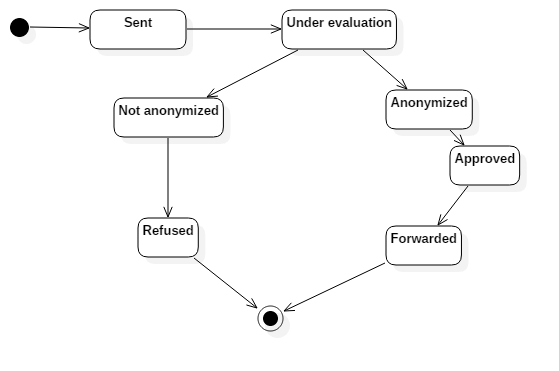 Sent
Under evaluation
Not anonymized
Anonymized
Approved
Refused
Forwarded